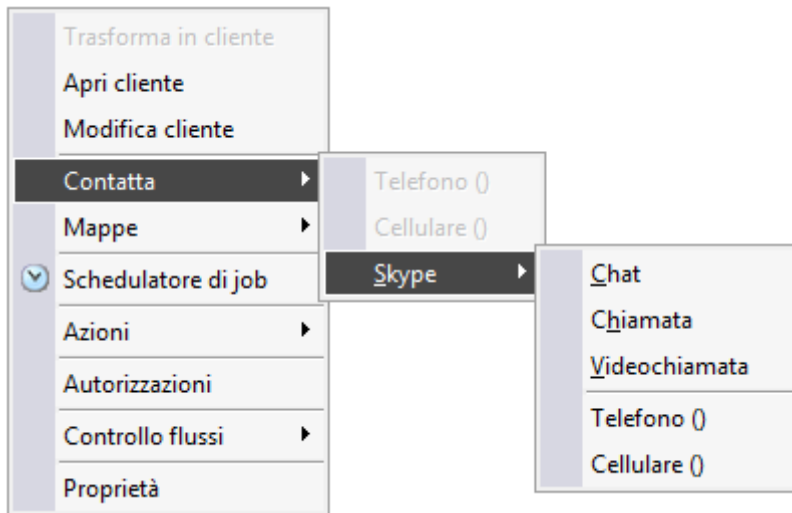 Trasforma in cliente
Apri cliente
Modifica cliente
Contatta
Mappe
Schedulatore di job
Azioni
Autorizzazioni
Controllo flussi
Proprietà
Telefono ()
Cellulare ()
Skype
Chat
Chiamata
Videochiamata
Telefono ()
Cellulare ()